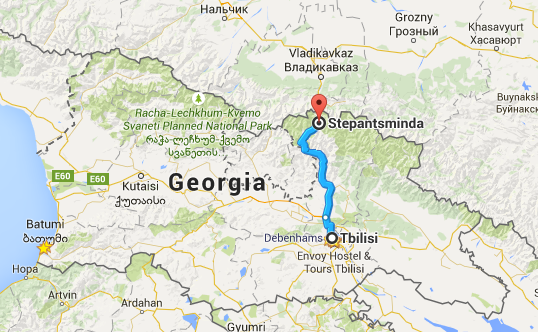 Нальчик
Grozny
Грозный
Khasavyurt
Хасавюрт
Vladikavkaz
Владикавказ
Buynaksk
Буйнакск
Racha-Lechkhum-Kvemo
Svaneti Planned National Park
რაჭა-ლეჩხუმ-ქვემო
სვანეთის...
Stepantsminda
E60
E60
Kutaisi
ქუთაისი
Georgia
Batumi
ბათუმი
Debenhams
Tbilisi
Envoy Hostel &
Tours Tbilisi
Hopa
Artvin
Ardahan
Gyumri